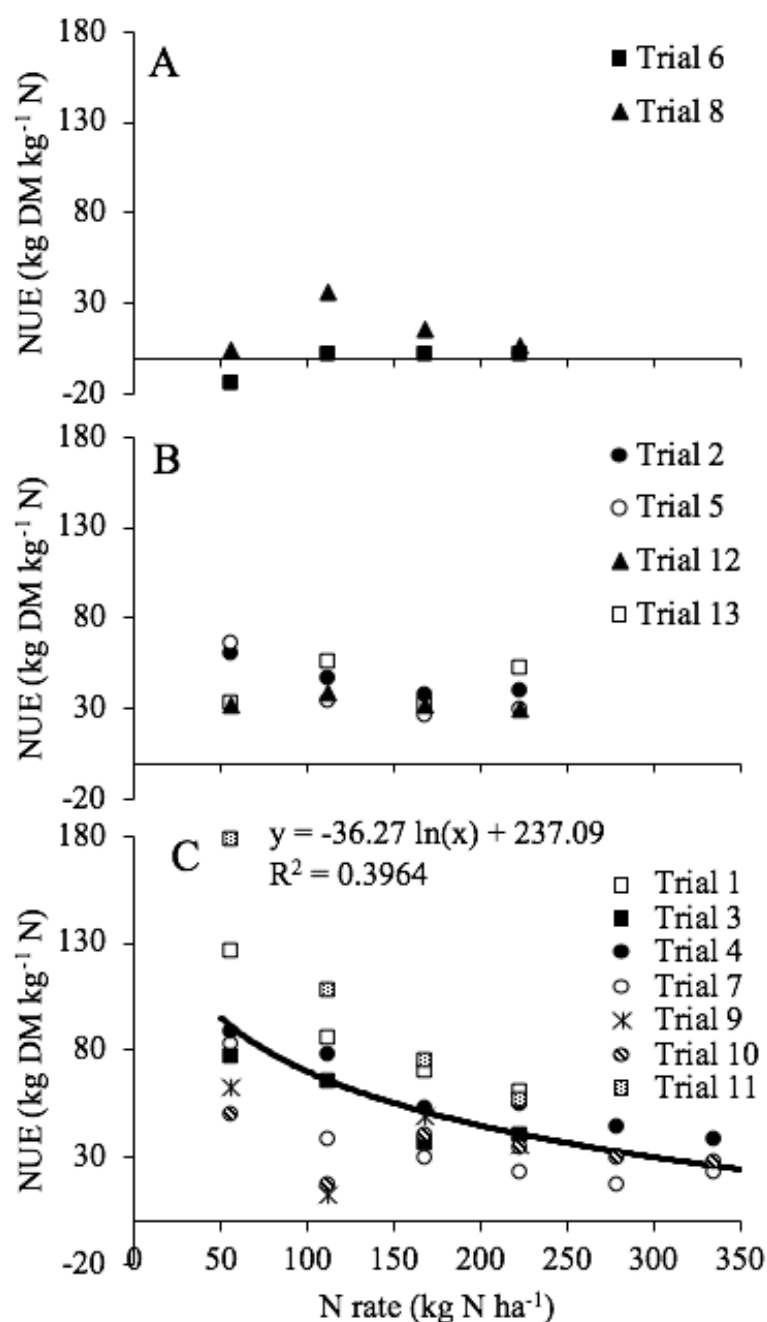 180
130
80
30
-20
NUE (kg DM kg⁻¹ N)
A
Trial 6
Trial 8
180
130
80
30
-20
NUE (kg DM kg⁻¹ N)
B
Trial 2
Trial 5
Trial 12
Trial 13
180
130
80
30
-20
NUE (kg DM kg⁻¹ N)
C
y = -36.27 ln(x) + 237.09
R² = 0.3964
Trial 1
Trial 3
Trial 4
Trial 7
Trial 9
Trial 10
Trial 11
0 50 100 150 200 250 300 350
N rate (kg N ha⁻¹)